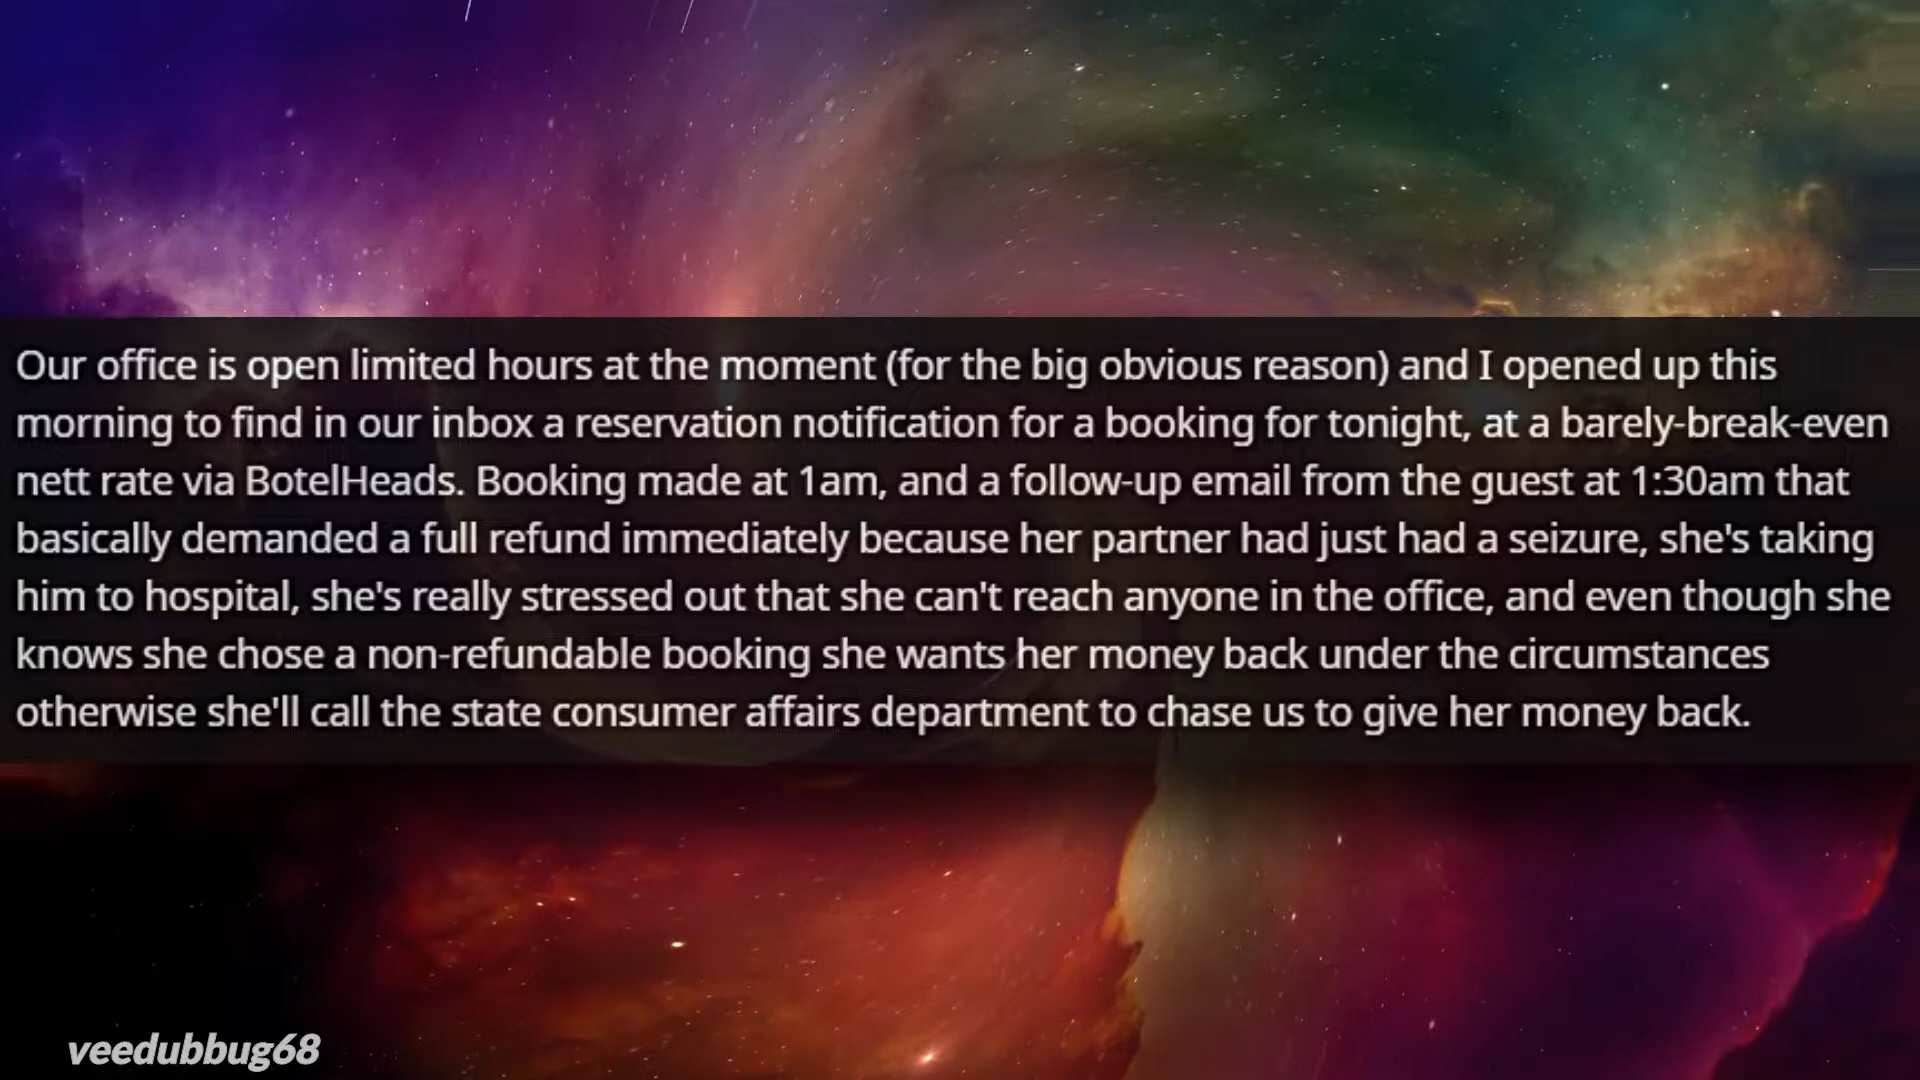 Our office is open limited hours at the moment (for the big obvious reason) and I opened up this
morning to find in our inbox a reservation notification for a booking for tonight, at a barely-break-even
nett rate via BotelHeads. Booking made at 1am, and a follow-up email from the guest at 1:30am that
basically demanded a full refund immediately because her partner had just had a seizure, she's taking
him to hospital, she's really stressed out that she can't reach anyone in the office, and even though she
knows she chose a non-refundable booking she wants her money back under the circumstances
otherwise she'll call the state consumer affairs department to chase us to give her money back.
veedubbug68